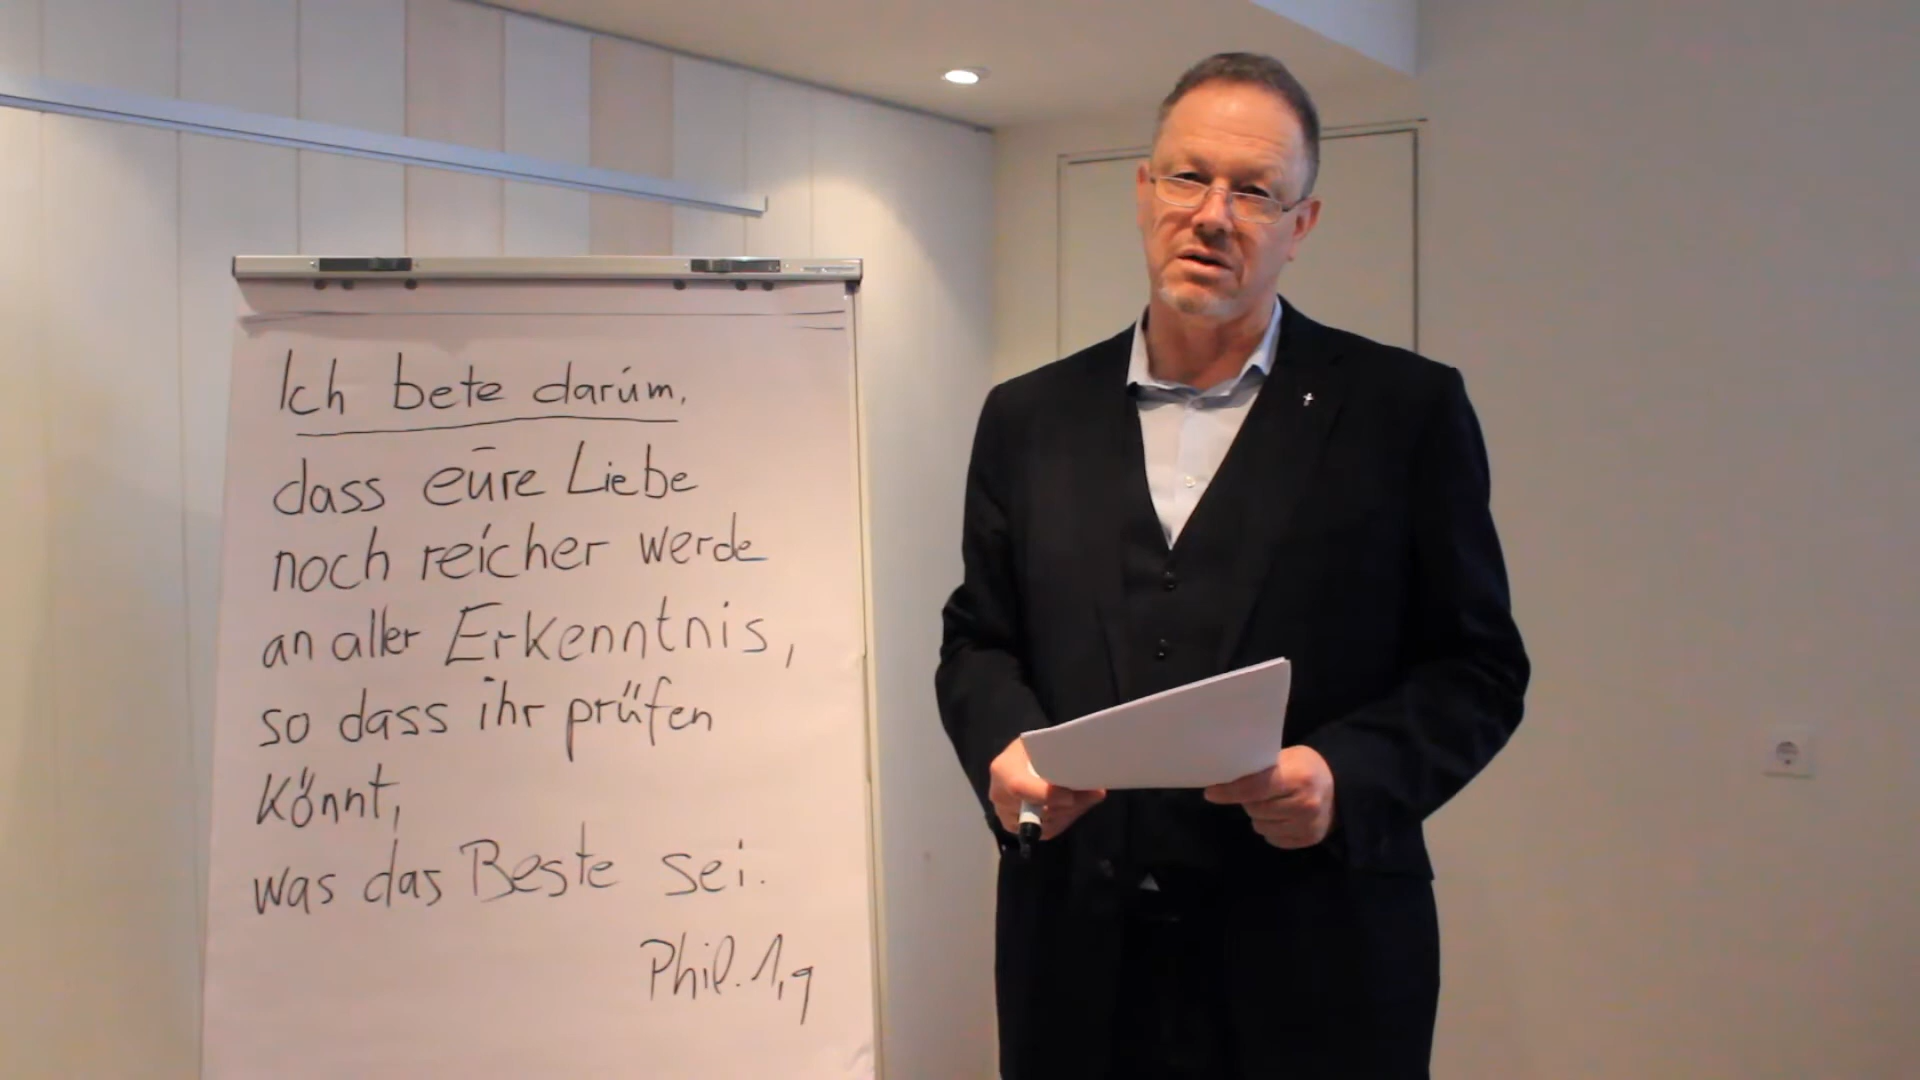 Ich bete darum,
dass eure Liebe
noch reicher werde
an aller Erkenntnis,
so dass ihr prüfen
könnt,
was das Beste sei.
Phil. 1,9